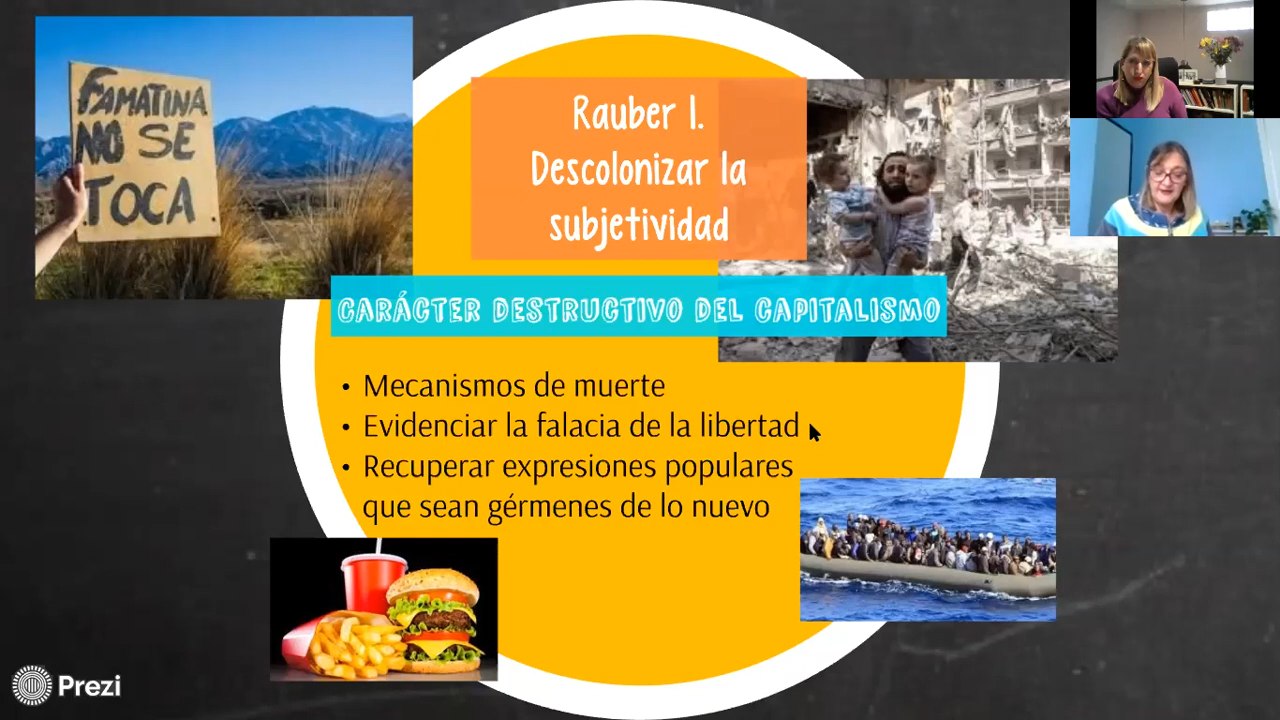 FAMATINA
NO SE
TOCA
Rauber 1.
Descolonizar la
subjetividad
CARÁCTER DESTRUCTIVO DEL CAPITALISMO
• Mecanismos de muerte
• Evidenciar la falacia de la libertad
• Recuperar expresiones populares
que sean gérmenes de lo nuevo
Prezi